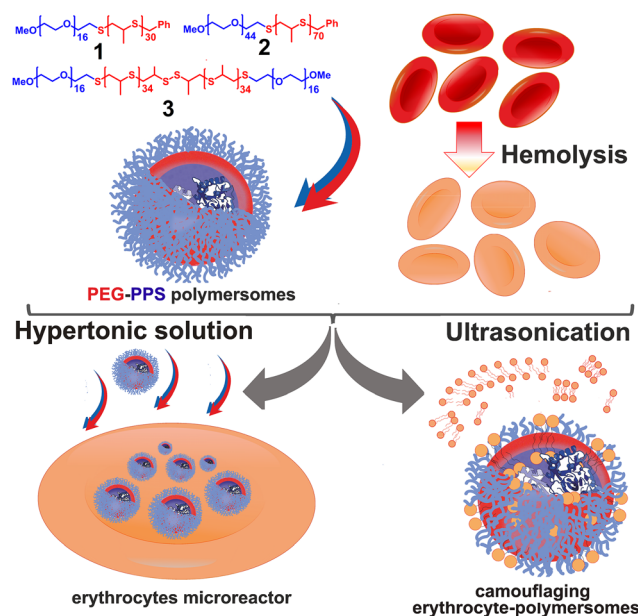 MeO O 16 S S 30 Ph
1
MeO O 44 S S 70 Ph
2
MeO O 16 S S 34 S S S 34 S O 16 OMe
3
Hemolysis
PEG-PPS polymersomes
Hypertonic solution
Ultrasonication
erythrocytes microreactor
camouflaging
erythrocyte-polymersomes